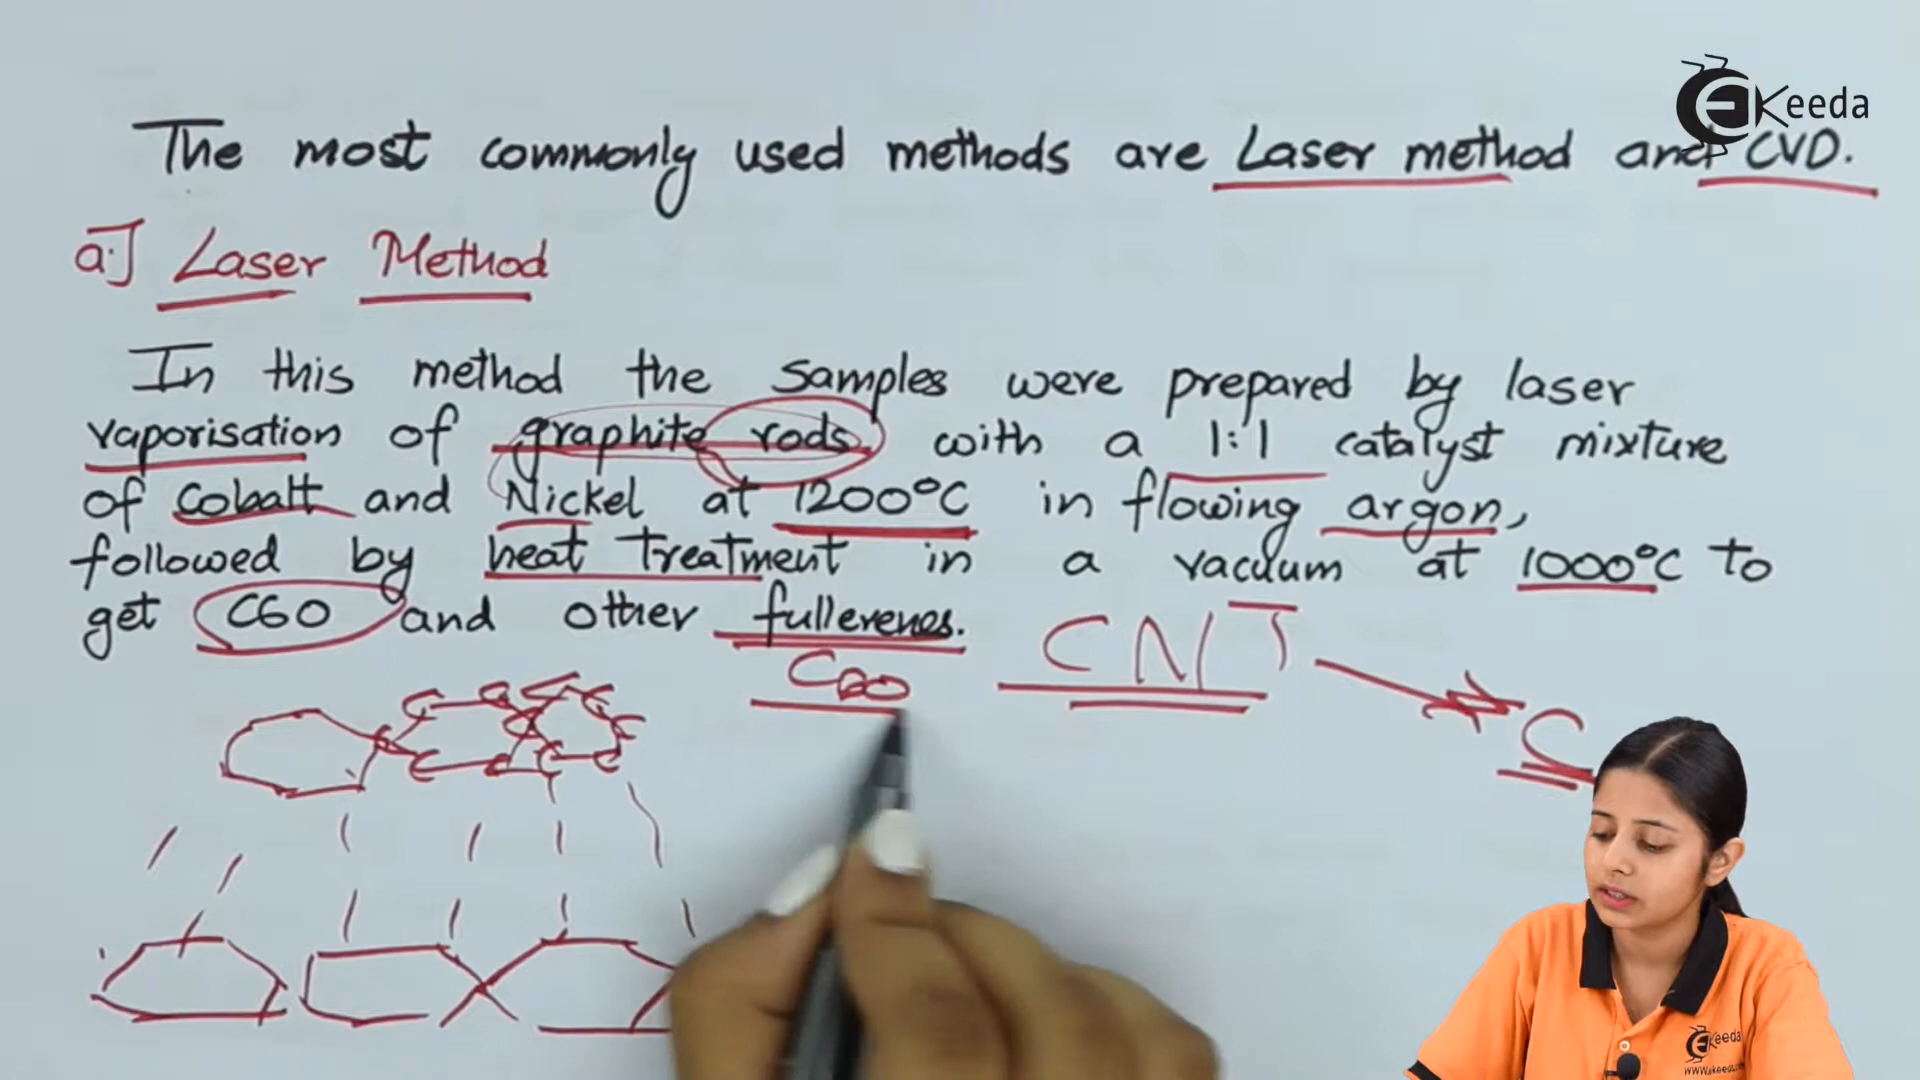 EKeeda
The most commonly used methods are Laser method and CVD.
a.] Laser Method
In this method the samples were prepared by laser
vaporisation of graphite rods with a 1:1 catalyst mixture
of Cobalt and Nickel at 1200°C in flowing argon,
followed by heat treatment in a vacuum at 1000°C to
get C60 and other fullerenes.
CNT
C60
C
EKeeda
www.ekeeda.com